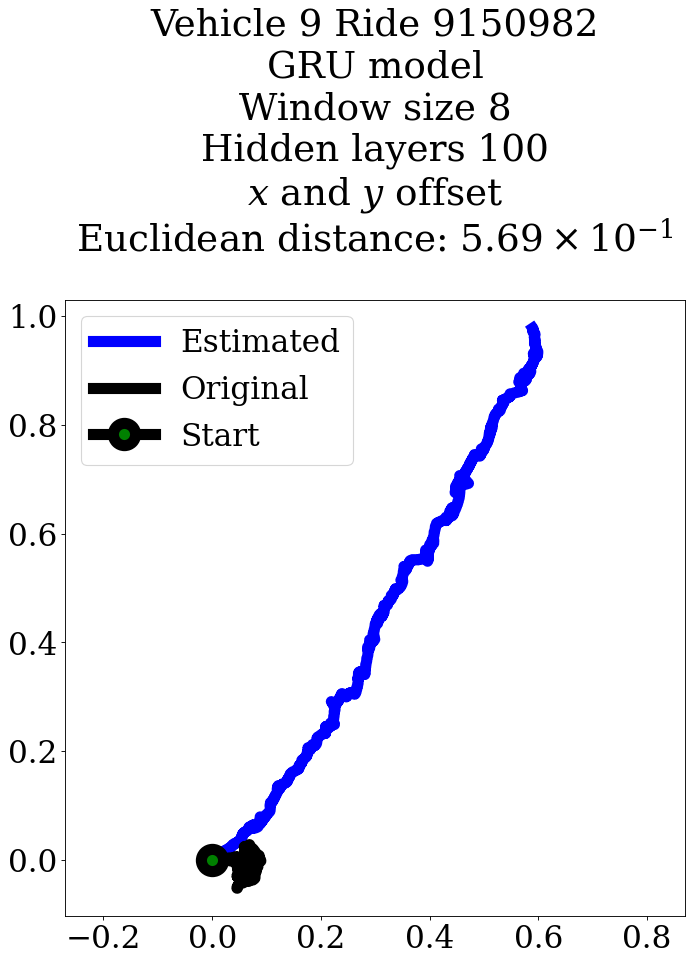 Vehicle 9 Ride 9150982
GRU model
Window size 8
Hidden layers 100
x and y offset
Euclidean distance: 5.69 × 10⁻¹
Estimated
Original
Start
1.0
0.8
0.6
0.4
0.2
0.0
−0.2 0.0 0.2 0.4 0.6 0.8